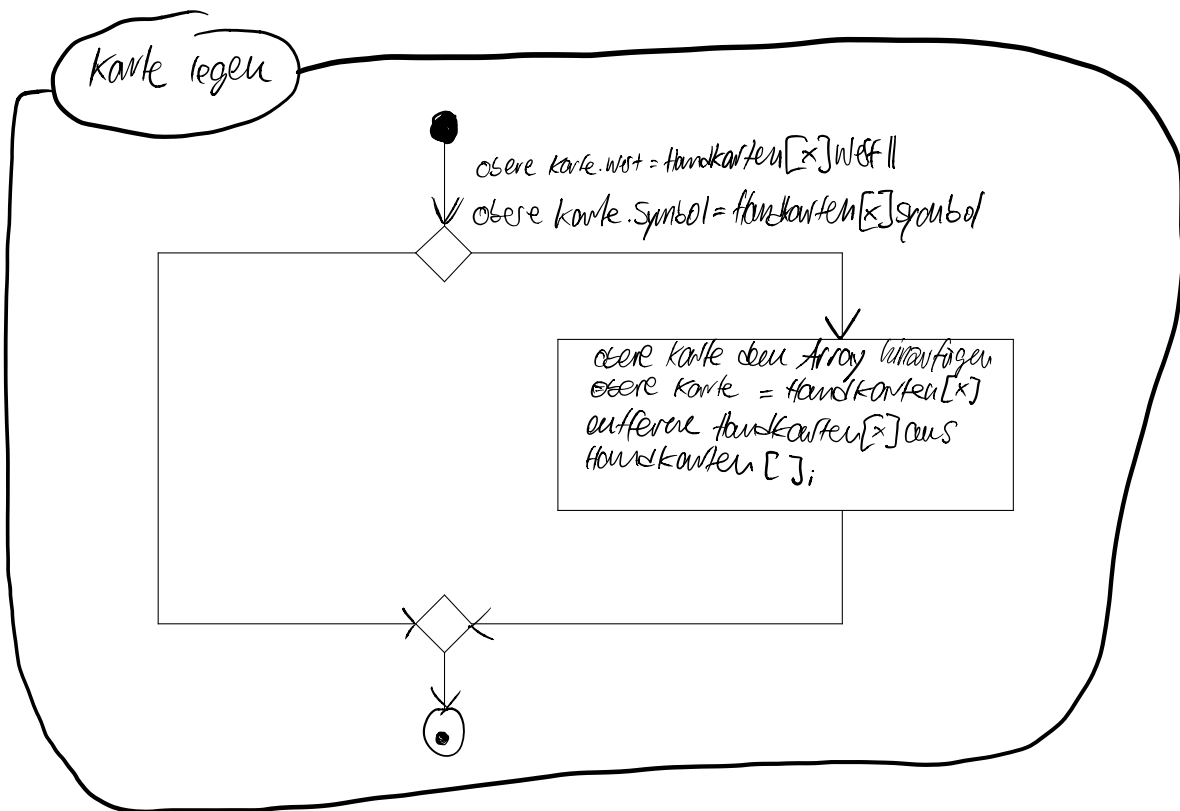 Karte legen
obere Karte.Wert = Handkarten[x]Wert ||
obere Karte.Symbol = Handkarten[x]Symbol
obere Karte dem Array hinzufügen
obere Karte = Handkarten[x]
entferne Handkarten[x] aus
Handkarten [];